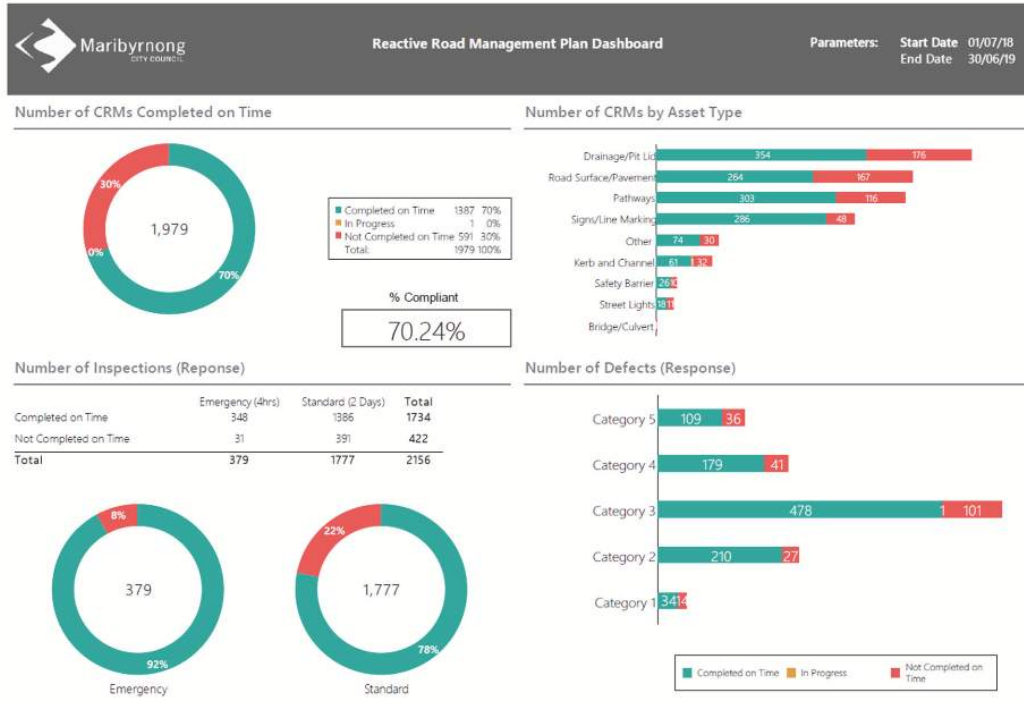 Maribyrnong
CITY COUNCIL
Reactive Road Management Plan Dashboard
Parameters: Start Date 01/07/18
End Date 30/06/19
Number of CRMs Completed on Time
30%
1,979
0%
70%
Completed on Time 1387 70%
In Progress 1 0%
Not Completed on Time 591 30%
Total: 1979 100%
% Compliant
70.24%
Number of CRMs by Asset Type
Drainage/Pit Lid 354 176
Road Surface/Pavement 264 167
Pathways 303 116
Signs/Line Marking 286 48
Other 74 30
Kerb and Channel 61 1 32
Safety Barrier 26 10
Street Lights 18 11
Bridge/Culvert
Number of Inspections (Reponse)
Emergency (4hrs) Standard (2 Days) Total
Completed on Time 348 1386 1734
Not Completed on Time 31 391 422
Total 379 1777 2156
8%
379
92%
Emergency
22%
1,777
78%
Standard
Number of Defects (Response)
Category 5 109 36
Category 4 179 41
Category 3 478 1 101
Category 2 210 27
Category 1 34 14
Completed on Time In Progress Not Completed on
Time